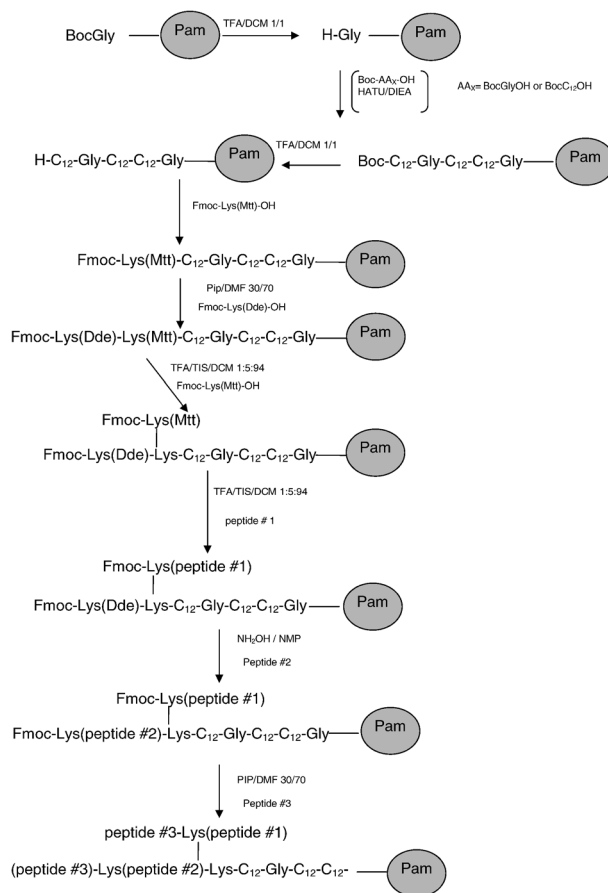 BocGly Pam TFA/DCM 1/1 H-Gly Pam
Boc-AAX-OH
HATU/DIEA
AAX= BocGlyOH or BocC12OH
H-C12-Gly-C12-C12-Gly Pam TFA/DCM 1/1 Boc-C12-Gly-C12-C12-Gly Pam
Fmoc-Lys(Mtt)-OH
Fmoc-Lys(Mtt)-C12-Gly-C12-C12-Gly Pam
Pip/DMF 30/70
Fmoc-Lys(Dde)-OH
Fmoc-Lys(Dde)-Lys(Mtt)-C12-Gly-C12-C12-Gly Pam
TFA/TIS/DCM 1:5:94
Fmoc-Lys(Mtt)-OH
Fmoc-Lys(Mtt)
Fmoc-Lys(Dde)-Lys-C12-Gly-C12-C12-Gly Pam
TFA/TIS/DCM 1:5:94
peptide # 1
Fmoc-Lys(peptide #1)
Fmoc-Lys(Dde)-Lys-C12-Gly-C12-C12-Gly Pam
NH2OH / NMP
Peptide #2
Fmoc-Lys(peptide #1)
Fmoc-Lys(peptide #2)-Lys-C12-Gly-C12-C12-Gly Pam
PIP/DMF 30/70
Peptide #3
peptide #3-Lys(peptide #1)
(peptide #3)-Lys(peptide #2)-Lys-C12-Gly-C12-C12- Pam